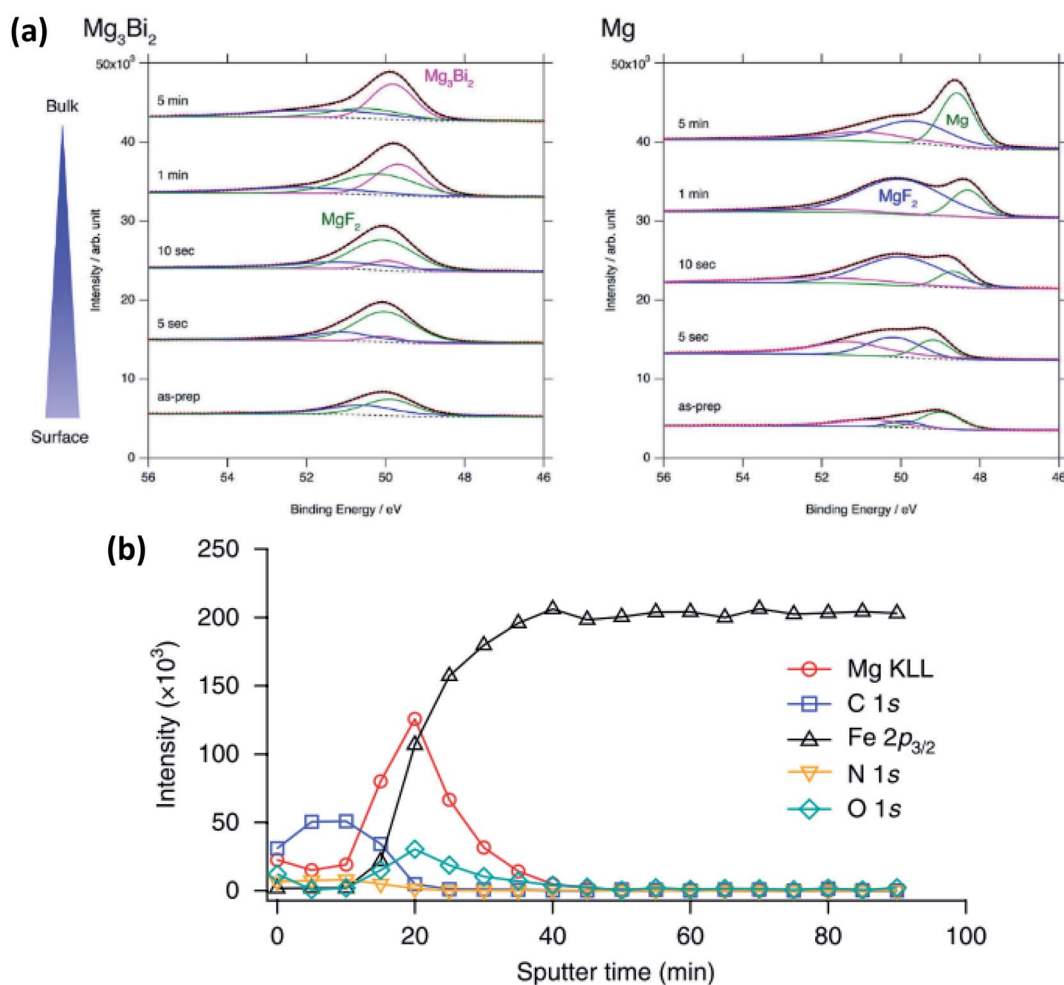 (a)
Mg3Bi2
Mg
Bulk
Surface
50x10³
40
30
20
10
0
Intensity / arb. unit
5 min
1 min
10 sec
5 sec
as-prep
Mg3Bi2
MgF2
56 54 52 50 48 46
Binding Energy / eV
50x10³
40
30
20
10
0
Intensity / arb. unit
5 min
1 min
10 sec
5 sec
as-prep
Mg
MgF2
56 54 52 50 48 46
Binding Energy / eV
(b)
250
200
150
100
50
0
Intensity (×10³)
Mg KLL
C 1s
Fe 2p3/2
N 1s
O 1s
0 20 40 60 80 100
Sputter time (min)